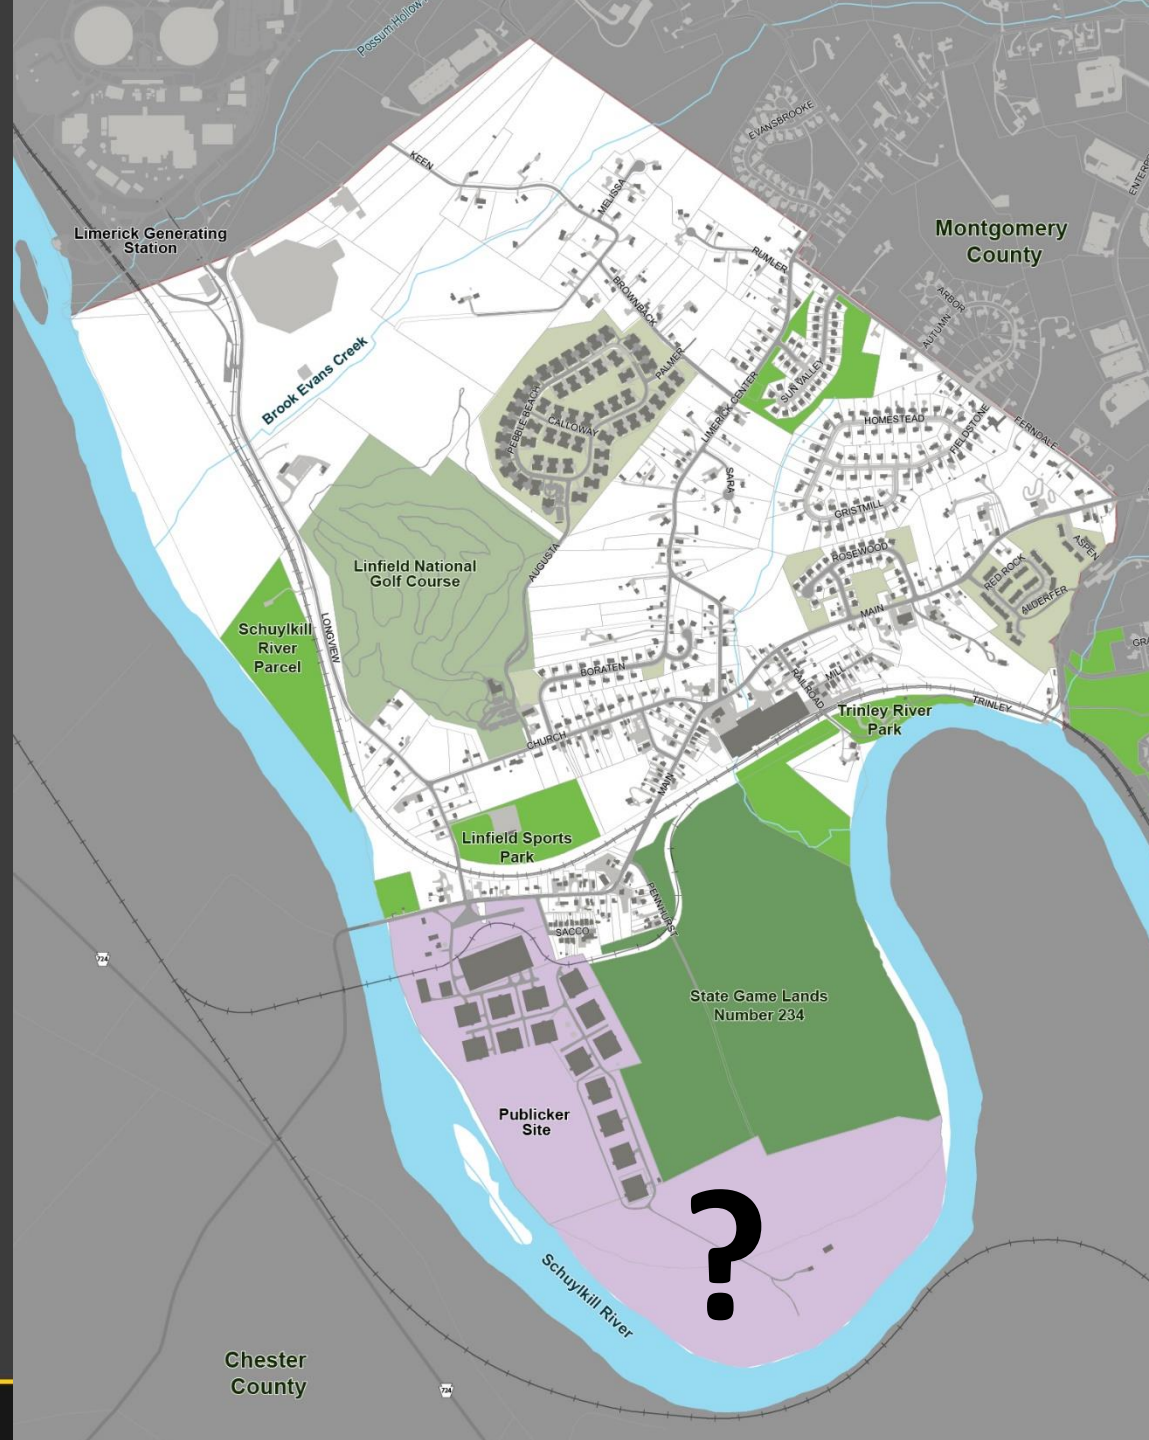 Possum Hollow
EVANSBROOKE
KEEN
MELISSA
Limerick Generating
Station
Montgomery
County
RUMLER
BROWNBACK
ARBOR
AUTUMN
Brook Evans Creek
PALMER
SUN VALLEY
PEBBLE BEACH
CALLOWAY
LIMERICK CENTER
HOMESTEAD
FIELDSTONE
FERNDALE
SARA
GRISTMILL
Linfield National
Golf Course
AUGUSTA
ROSEWOOD
ASPEN
RED ROCK
ALDERFER
MAIN
Schuylkill
River
Parcel
LONGVIEW
BORATEN
RAILROAD
MILL
Trinley River
Park
TRINLEY
CHURCH
MAIN
Linfield Sports
Park
PENNHURST
SACCO
724
State Game Lands
Number 234
Publicker
Site
?
Schuylkill River
Chester
County
724